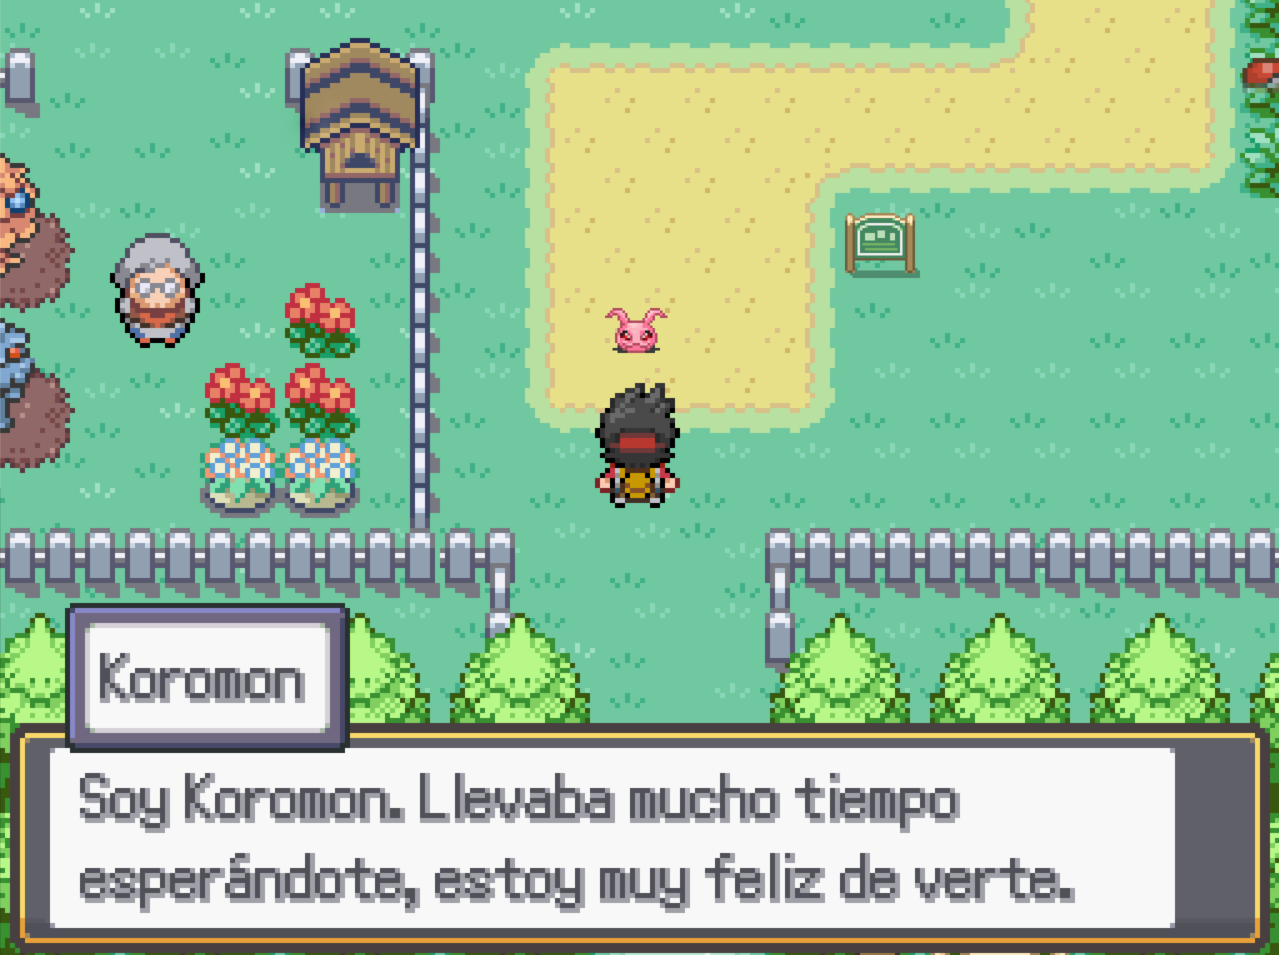 Koromon
Soy Koromon. Llevaba mucho tiempo
esperándote, estoy muy feliz de verte.